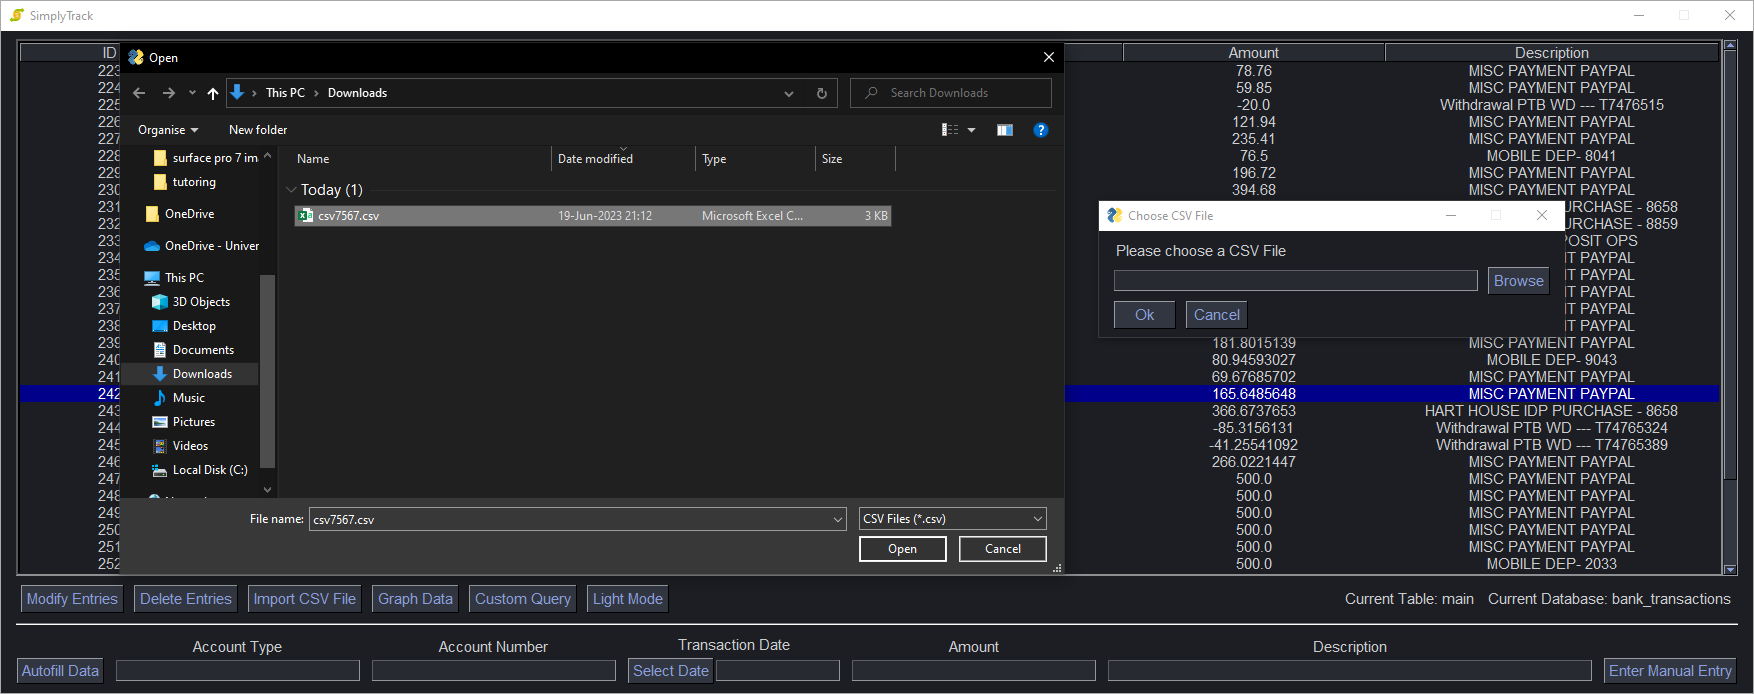 SimplyTrack
ID Amount Description
Open
This PC > Downloads
Search Downloads
Organise New folder
surface pro 7 im
tutoring
OneDrive
OneDrive - Univer
This PC
3D Objects
Desktop
Documents
Downloads
Music
Pictures
Videos
Local Disk (C:)
Name Date modified Type Size
Today (1)
csv7567.csv 19-Jun-2023 21:12 Microsoft Excel C... 3 KB
File name: csv7567.csv CSV Files (*.csv)
Open Cancel
Choose CSV File
Please choose a CSV File
Browse
Ok Cancel
223 78.76 MISC PAYMENT PAYPAL
224 59.85 MISC PAYMENT PAYPAL
225 -20.0 Withdrawal PTB WD --- T7476515
226 121.94 MISC PAYMENT PAYPAL
227 235.41 MISC PAYMENT PAYPAL
228 76.5 MOBILE DEP- 8041
229 196.72 MISC PAYMENT PAYPAL
230 394.68 MISC PAYMENT PAYPAL
231 URCHASE - 8658
232 URCHASE - 8859
233 OSIT OPS
234 T PAYPAL
235 T PAYPAL
236 T PAYPAL
237 T PAYPAL
238 T PAYPAL
239 181.8015139 MISC PAYMENT PAYPAL
240 80.94593027 MOBILE DEP- 9043
241 69.67685702 MISC PAYMENT PAYPAL
242 165.6485648 MISC PAYMENT PAYPAL
243 366.6737653 HART HOUSE IDP PURCHASE - 8658
244 -85.3156131 Withdrawal PTB WD --- T74765324
245 -41.25541092 Withdrawal PTB WD --- T74765389
246 266.0221447 MISC PAYMENT PAYPAL
247 500.0 MISC PAYMENT PAYPAL
248 500.0 MISC PAYMENT PAYPAL
249 500.0 MISC PAYMENT PAYPAL
250 500.0 MISC PAYMENT PAYPAL
251 500.0 MISC PAYMENT PAYPAL
252 500.0 MOBILE DEP- 2033
Modify Entries Delete Entries Import CSV File Graph Data Custom Query Light Mode Current Table: main Current Database: bank_transactions
Account Type Account Number Transaction Date Amount Description
Autofill Data Select Date Enter Manual Entry